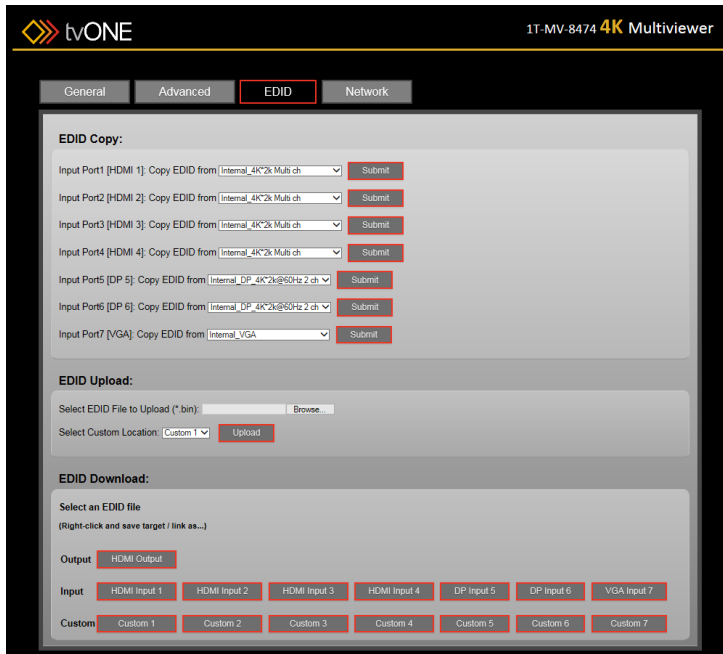 tvONE
1T-MV-8474 4K Multiviewer
General Advanced EDID Network
EDID Copy:
Input Port1 [HDMI 1]: Copy EDID from Internal_4K*2k Multi ch Submit
Input Port2 [HDMI 2]: Copy EDID from Internal_4K*2k Multi ch Submit
Input Port3 [HDMI 3]: Copy EDID from Internal_4K*2k Multi ch Submit
Input Port4 [HDMI 4]: Copy EDID from Internal_4K*2k Multi ch Submit
Input Port5 [DP 5]: Copy EDID from Internal_DP_4K*2k@60Hz 2 ch Submit
Input Port6 [DP 6]: Copy EDID from Internal_DP_4K*2k@60Hz 2 ch Submit
Input Port7 [VGA]: Copy EDID from Internal_VGA Submit
EDID Upload:
Select EDID File to Upload (*.bin): Browse...
Select Custom Location: Custom 1 Upload
EDID Download:
Select an EDID file
(Right-click and save target / link as...)
Output HDMI Output
Input HDMI Input 1 HDMI Input 2 HDMI Input 3 HDMI Input 4 DP Input 5 DP Input 6 VGA Input 7
Custom Custom 1 Custom 2 Custom 3 Custom 4 Custom 5 Custom 6 Custom 7